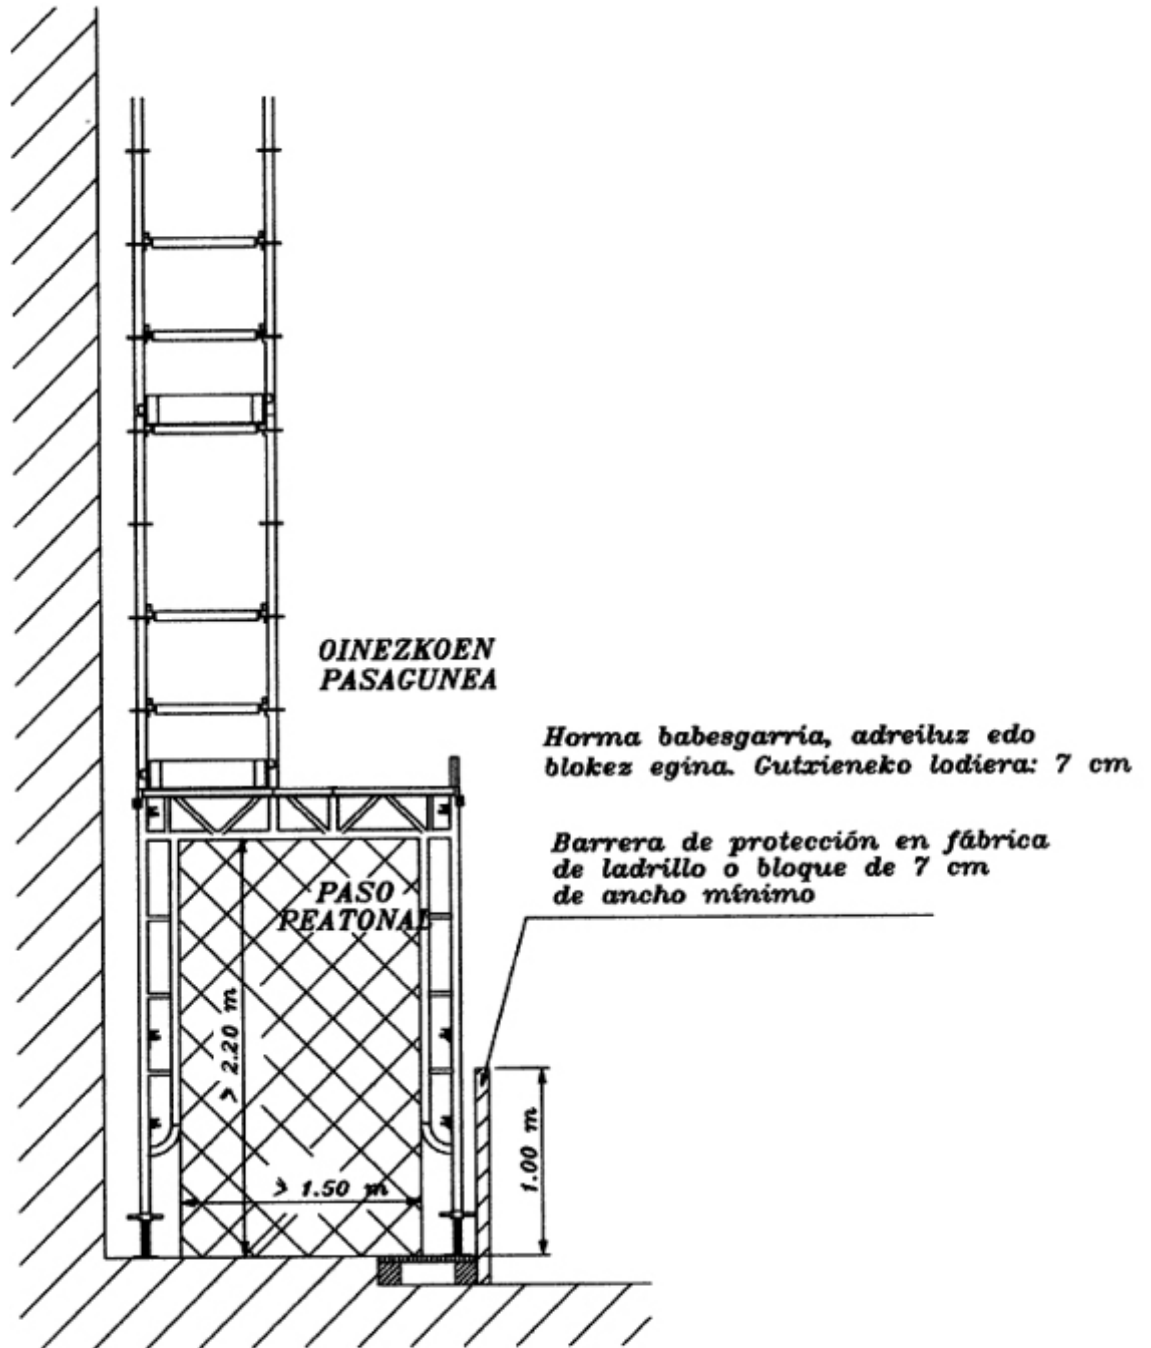 OINEZKOEN
PASAGUNEA
Horma babesgarria, adreiluz edo
blokez egina. Gutxieneko lodiera: 7 cm
Barrera de protección en fábrica
de ladrillo o bloque de 7 cm
de ancho mínimo
PASO
PEATONAL
> 2.20 m
> 1.50 m
1.00 m